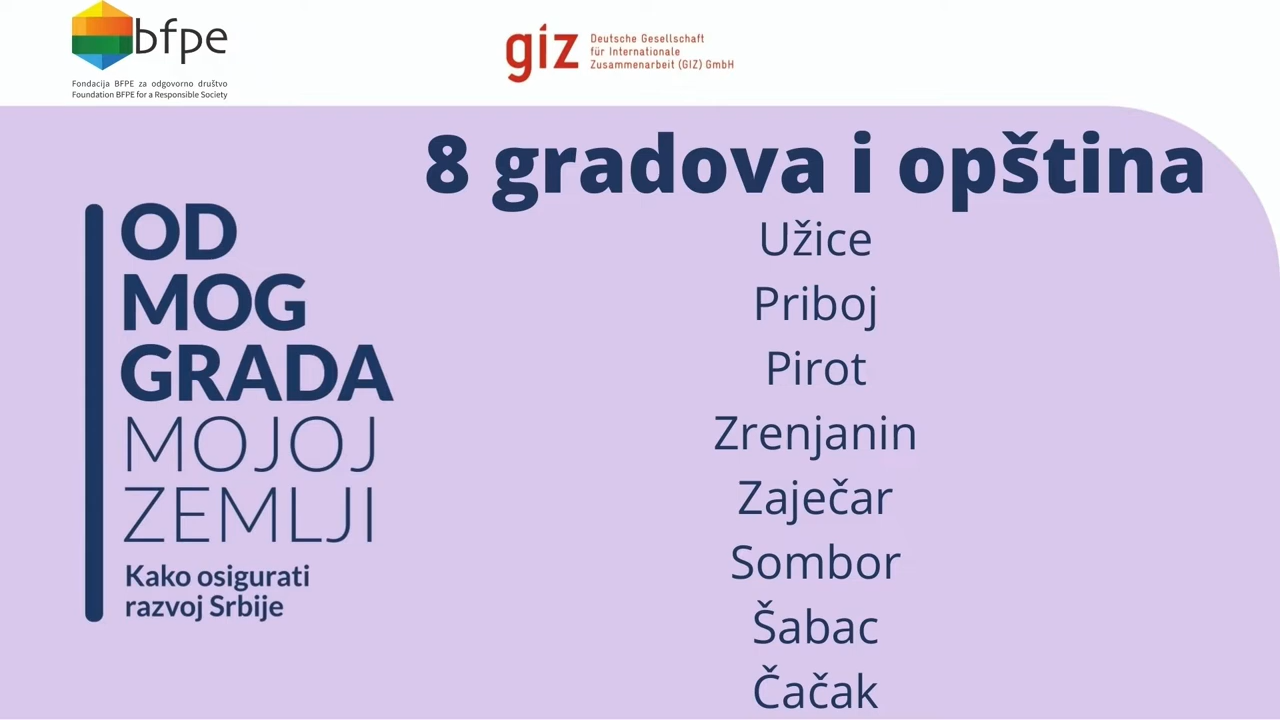 bfpe
Fondacija BFPE za odgovorno društvo
Foundation BFPE for a Responsible Society
giz
Deutsche Gesellschaft
für Internationale
Zusammenarbeit (GIZ) GmbH
8 gradova i opština
OD
MOG
GRADA
MOJOJ
ZEMLJI
Kako osigurati
razvoj Srbije
Užice
Priboj
Pirot
Zrenjanin
Zaječar
Sombor
Šabac
Čačak